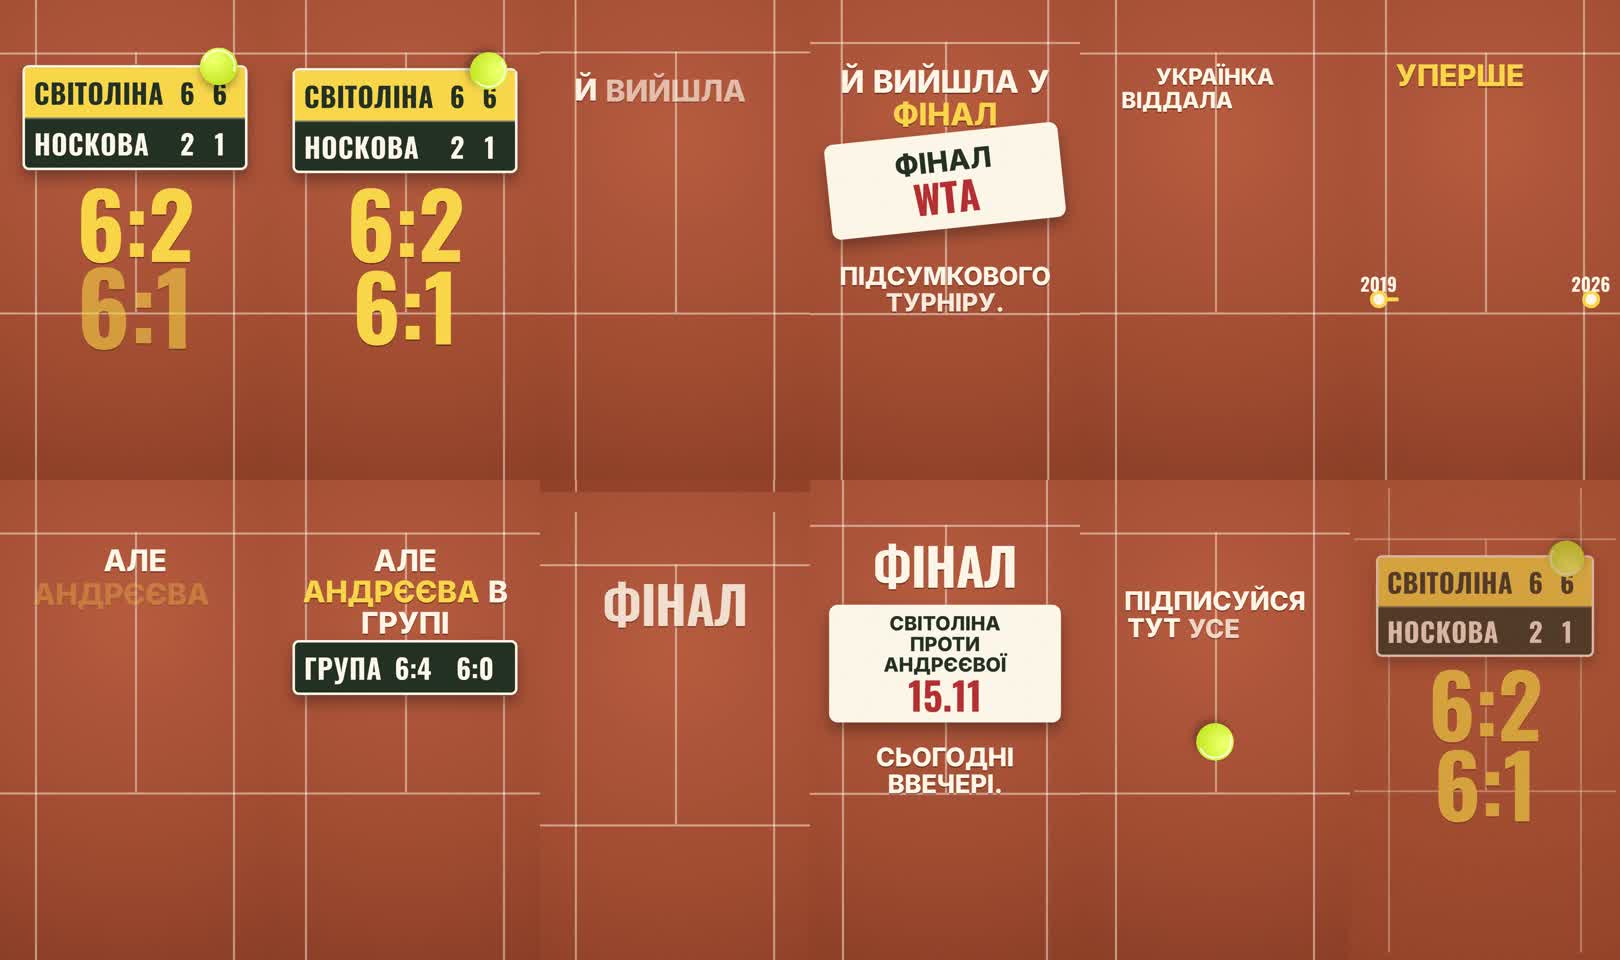 СВІТОЛІНА 6 6
НОСКОВА 2 1
6:2
6:1
СВІТОЛІНА 6 6
НОСКОВА 2 1
6:2
6:1
Й ВИЙШЛА
Й ВИЙШЛА У
ФІНАЛ
ФІНАЛ
WTA
ПІДСУМКОВОГО
ТУРНІРУ.
УКРАЇНКА
ВІДДАЛА
УПЕРШЕ
2019 2026
АЛЕ
АНДРЄЄВА
АЛЕ
АНДРЄЄВА В
ГРУПІ
ГРУПА 6:4 6:0
ФІНАЛ
ФІНАЛ
СВІТОЛІНА
ПРОТИ
АНДРЄЄВОЇ
15.11
СЬОГОДНІ
ВВЕЧЕРІ.
ПІДПИСУЙСЯ
ТУТ УСЕ
СВІТОЛІНА 6 6
НОСКОВА 2 1
6:2
6:1